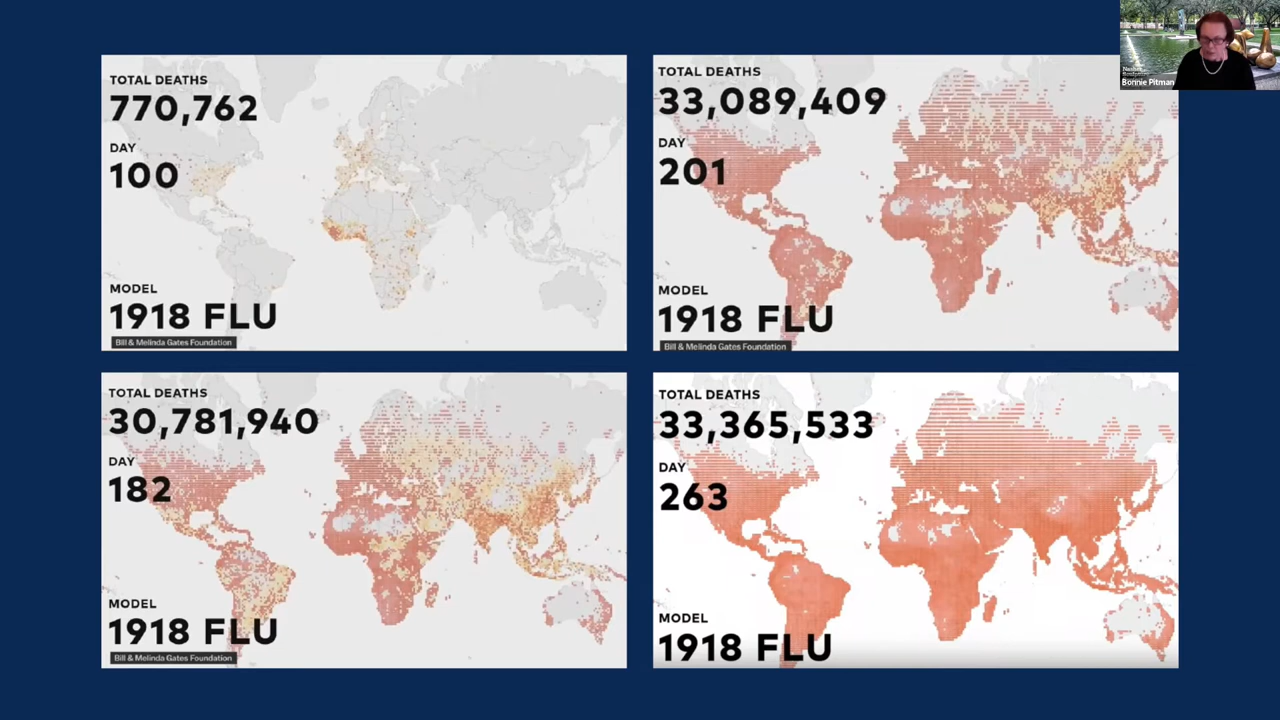 TOTAL DEATHS
770,762
DAY
100
MODEL
1918 FLU
Bill & Melinda Gates Foundation
TOTAL DEATHS
33,089,409
DAY
201
MODEL
1918 FLU
Bill & Melinda Gates Foundation
TOTAL DEATHS
30,781,940
DAY
182
MODEL
1918 FLU
Bill & Melinda Gates Foundation
TOTAL DEATHS
33,365,533
DAY
263
MODEL
1918 FLU
Bonnie Pitman